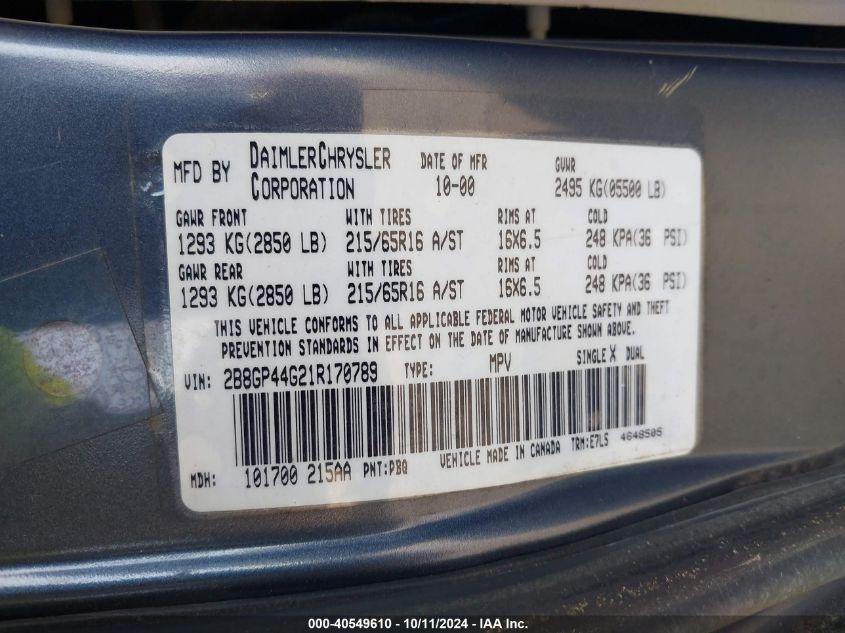 MFD BY DAIMLERCHRYSLER CORPORATION DATE OF MFR 10-00 GVWR 2495 KG(05500 LB)
GAWR FRONT WITH TIRES RIMS AT COLD
1293 KG(2850 LB) 215/65R16 A/ST 16X6.5 248 KPA(36 PSI)
GAWR REAR WITH TIRES RIMS AT COLD
1293 KG(2850 LB) 215/65R16 A/ST 16X6.5 248 KPA(36 PSI)
THIS VEHICLE CONFORMS TO ALL APPLICABLE FEDERAL MOTOR VEHICLE SAFETY AND THEFT
PREVENTION STANDARDS IN EFFECT ON THE DATE OF MANUFACTURE SHOWN ABOVE.
VIN: 2B8GP44G21R170789 TYPE: MPV SINGLE X DUAL
MDH: 101700 215AA PNT:PBQ VEHICLE MADE IN CANADA TRM:E7LS 4648505
000-40549610 - 10/11/2024 - IAA Inc.